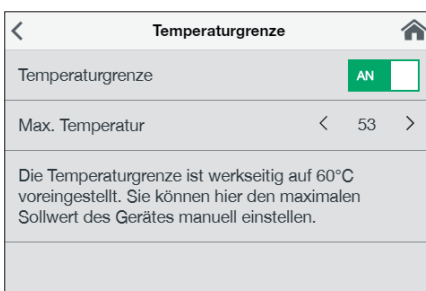 Temperaturgrenze
Temperaturgrenze AN
Max. Temperatur 53
Die Temperaturgrenze ist werkseitig auf 60°C
voreingestellt. Sie können hier den maximalen
Sollwert des Gerätes manuell einstellen.